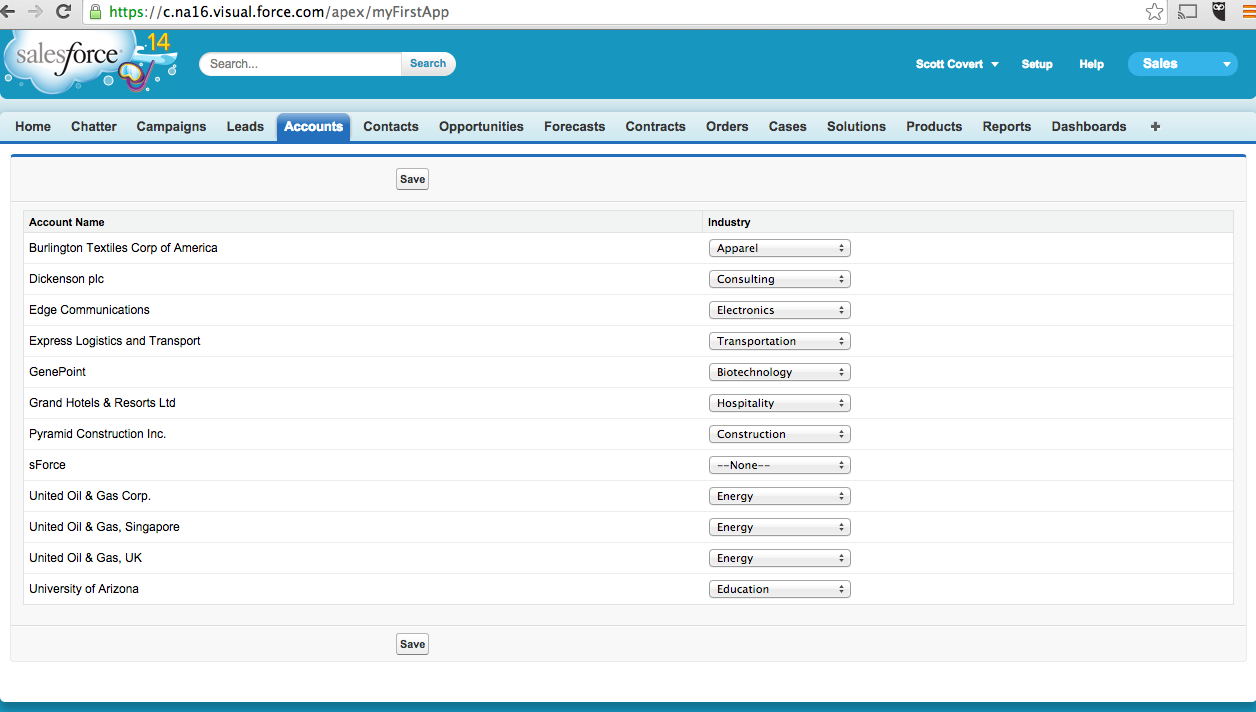 https://c.na16.visual.force.com/apex/myFirstApp
salesforce '14
Search... Search Scott Covert Setup Help Sales
Home Chatter Campaigns Leads Accounts Contacts Opportunities Forecasts Contracts Orders Cases Solutions Products Reports Dashboards +
Save
Account Name Industry
Burlington Textiles Corp of America Apparel
Dickenson plc Consulting
Edge Communications Electronics
Express Logistics and Transport Transportation
GenePoint Biotechnology
Grand Hotels & Resorts Ltd Hospitality
Pyramid Construction Inc. Construction
sForce --None--
United Oil & Gas Corp. Energy
United Oil & Gas, Singapore Energy
United Oil & Gas, UK Energy
University of Arizona Education
Save